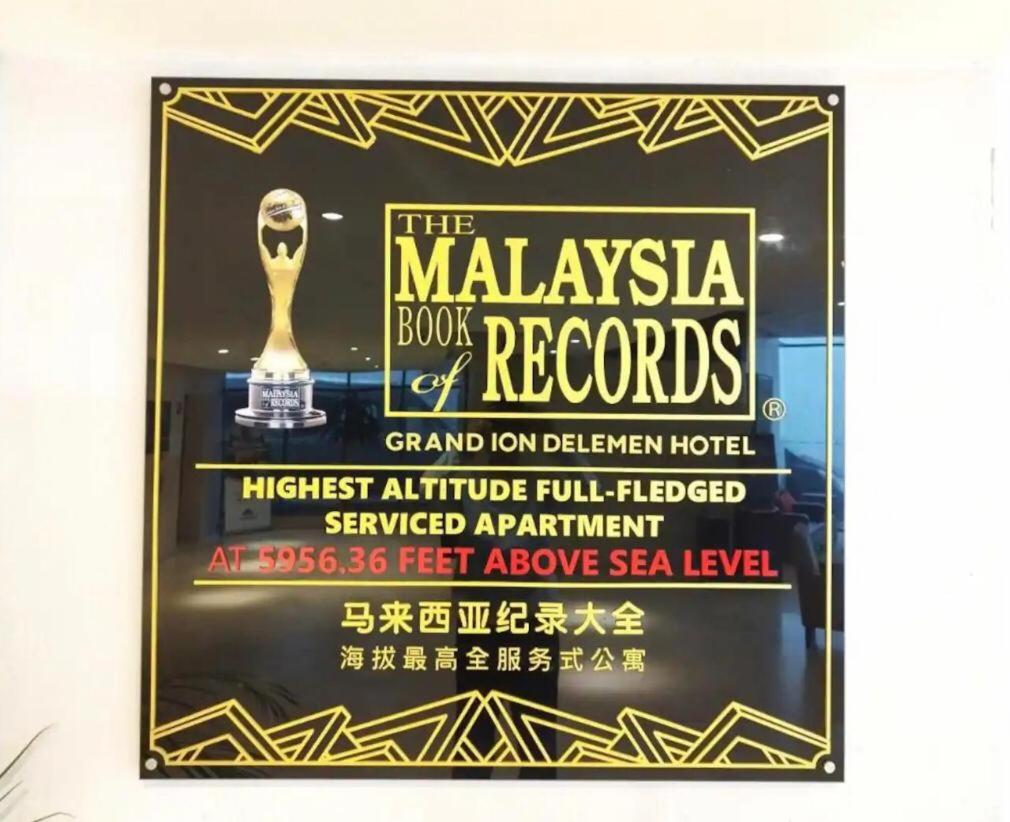 THE
MALAYSIA
BOOK
of RECORDS
®
MALAYSIA
RECORDS
GRAND ION DELEMEN HOTEL
HIGHEST ALTITUDE FULL-FLEDGED
SERVICED APARTMENT
AT 5956.36 FEET ABOVE SEA LEVEL
马来西亚纪录大全
海拔最高全服务式公寓